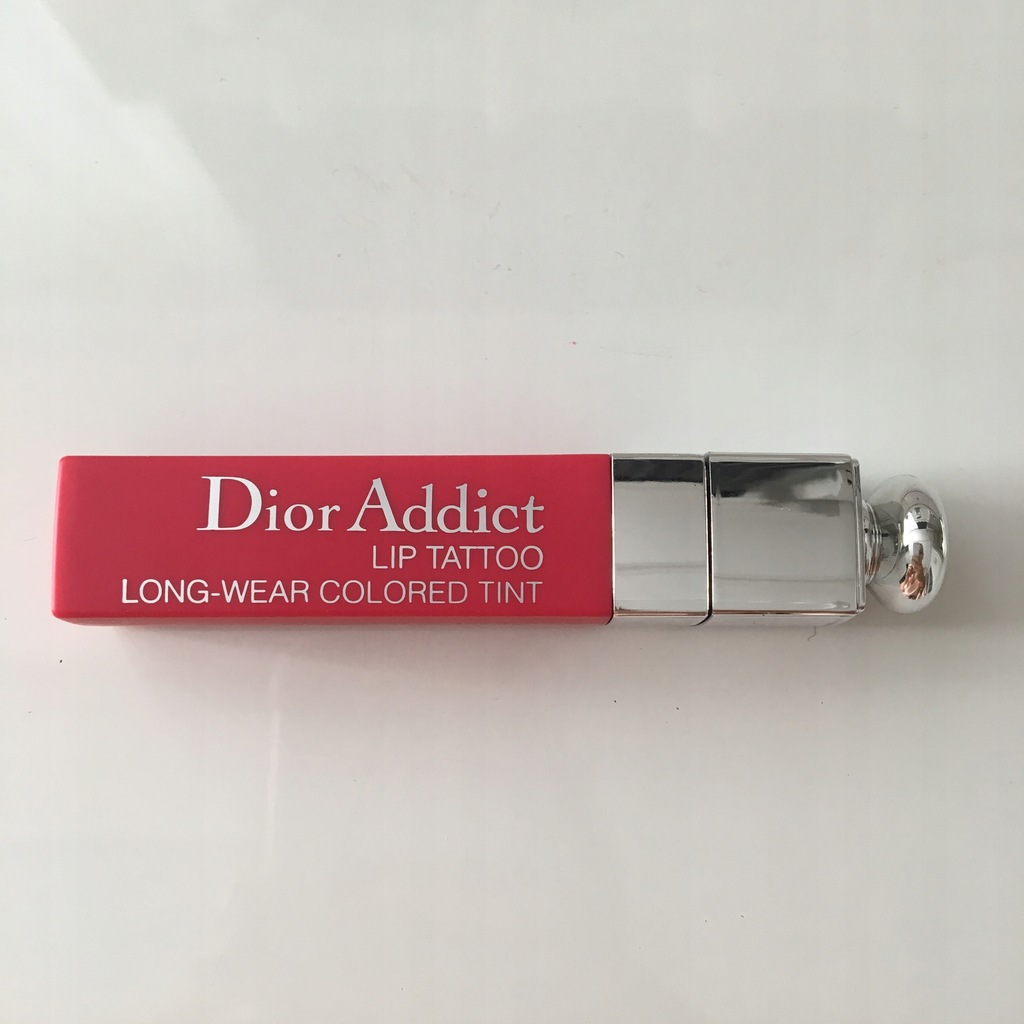 Dior Addict
LIP TATTOO
LONG-WEAR COLORED TINT